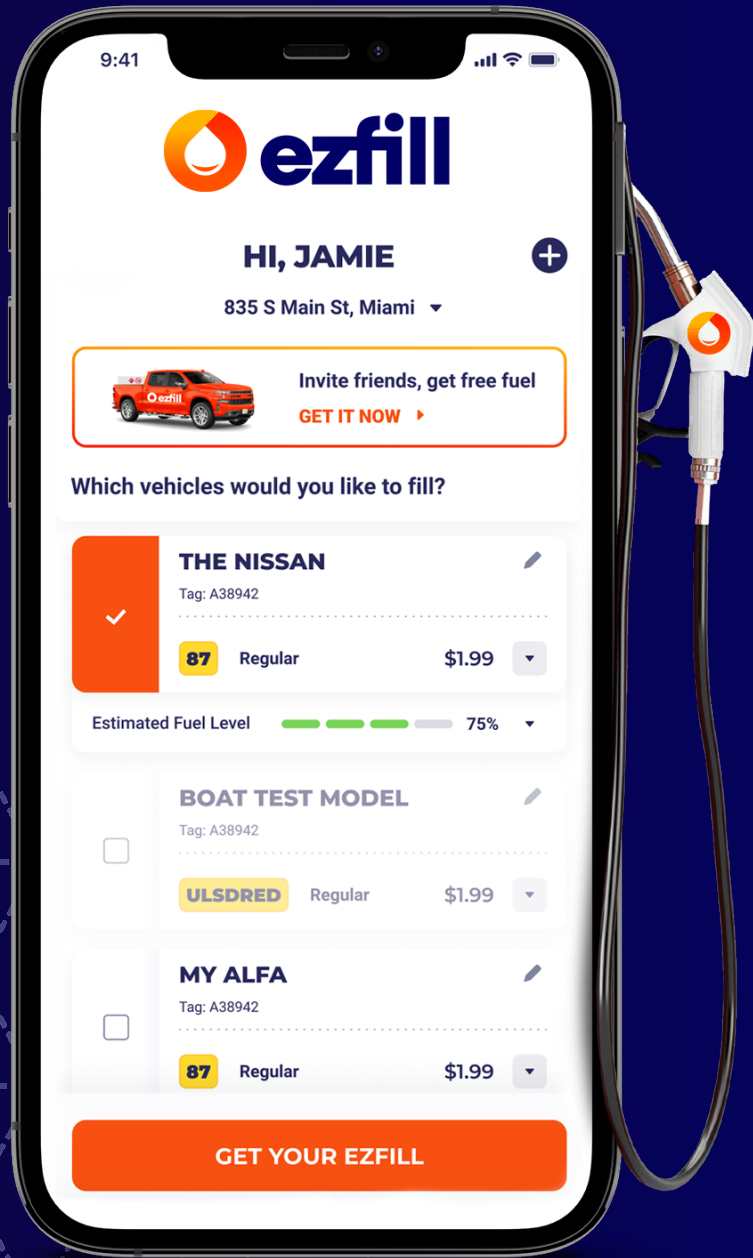 9:41
ezfill
HI, JAMIE
835 S Main St, Miami
Invite friends, get free fuel
ezfill
GET IT NOW
Which vehicles would you like to fill?
THE NISSAN
Tag: A38942
87 Regular $1.99
Estimated Fuel Level 75%
BOAT TEST MODEL
Tag: A38942
ULSDRED Regular $1.99
MY ALFA
Tag: A38942
87 Regular $1.99
GET YOUR EZFILL